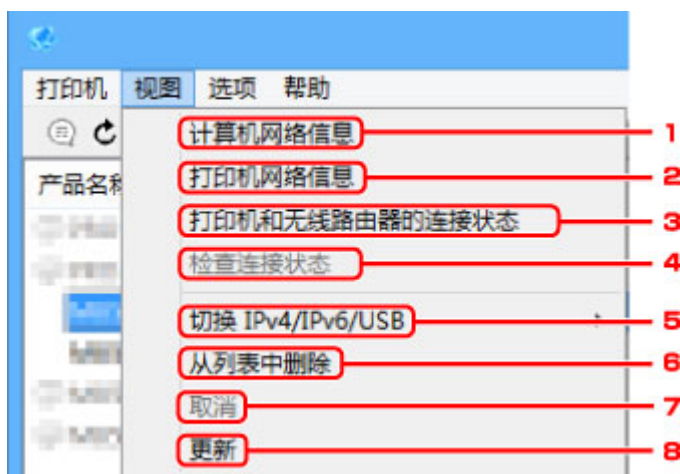 打印机 视图 选项 帮助
计算机网络信息 1
产品名称 打印机网络信息 2
打印机和无线路由器的连接状态 3
检查连接状态 4
切换 IPv4/IPv6/USB 5
从列表中删除 6
取消 7
更新 8